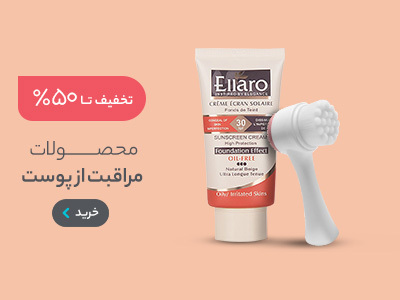 تخفیف تا ۵۰%
محصولات
مراقبت از پوست
خرید
Ellaro
CRÈME ÉCRAN SOLAIRE
Fonds de Teint
30
SUNSCREEN CREAM
High Protection
Foundation Effect
OIL-FREE
Natural Beige
Oily/ Irritated Skins